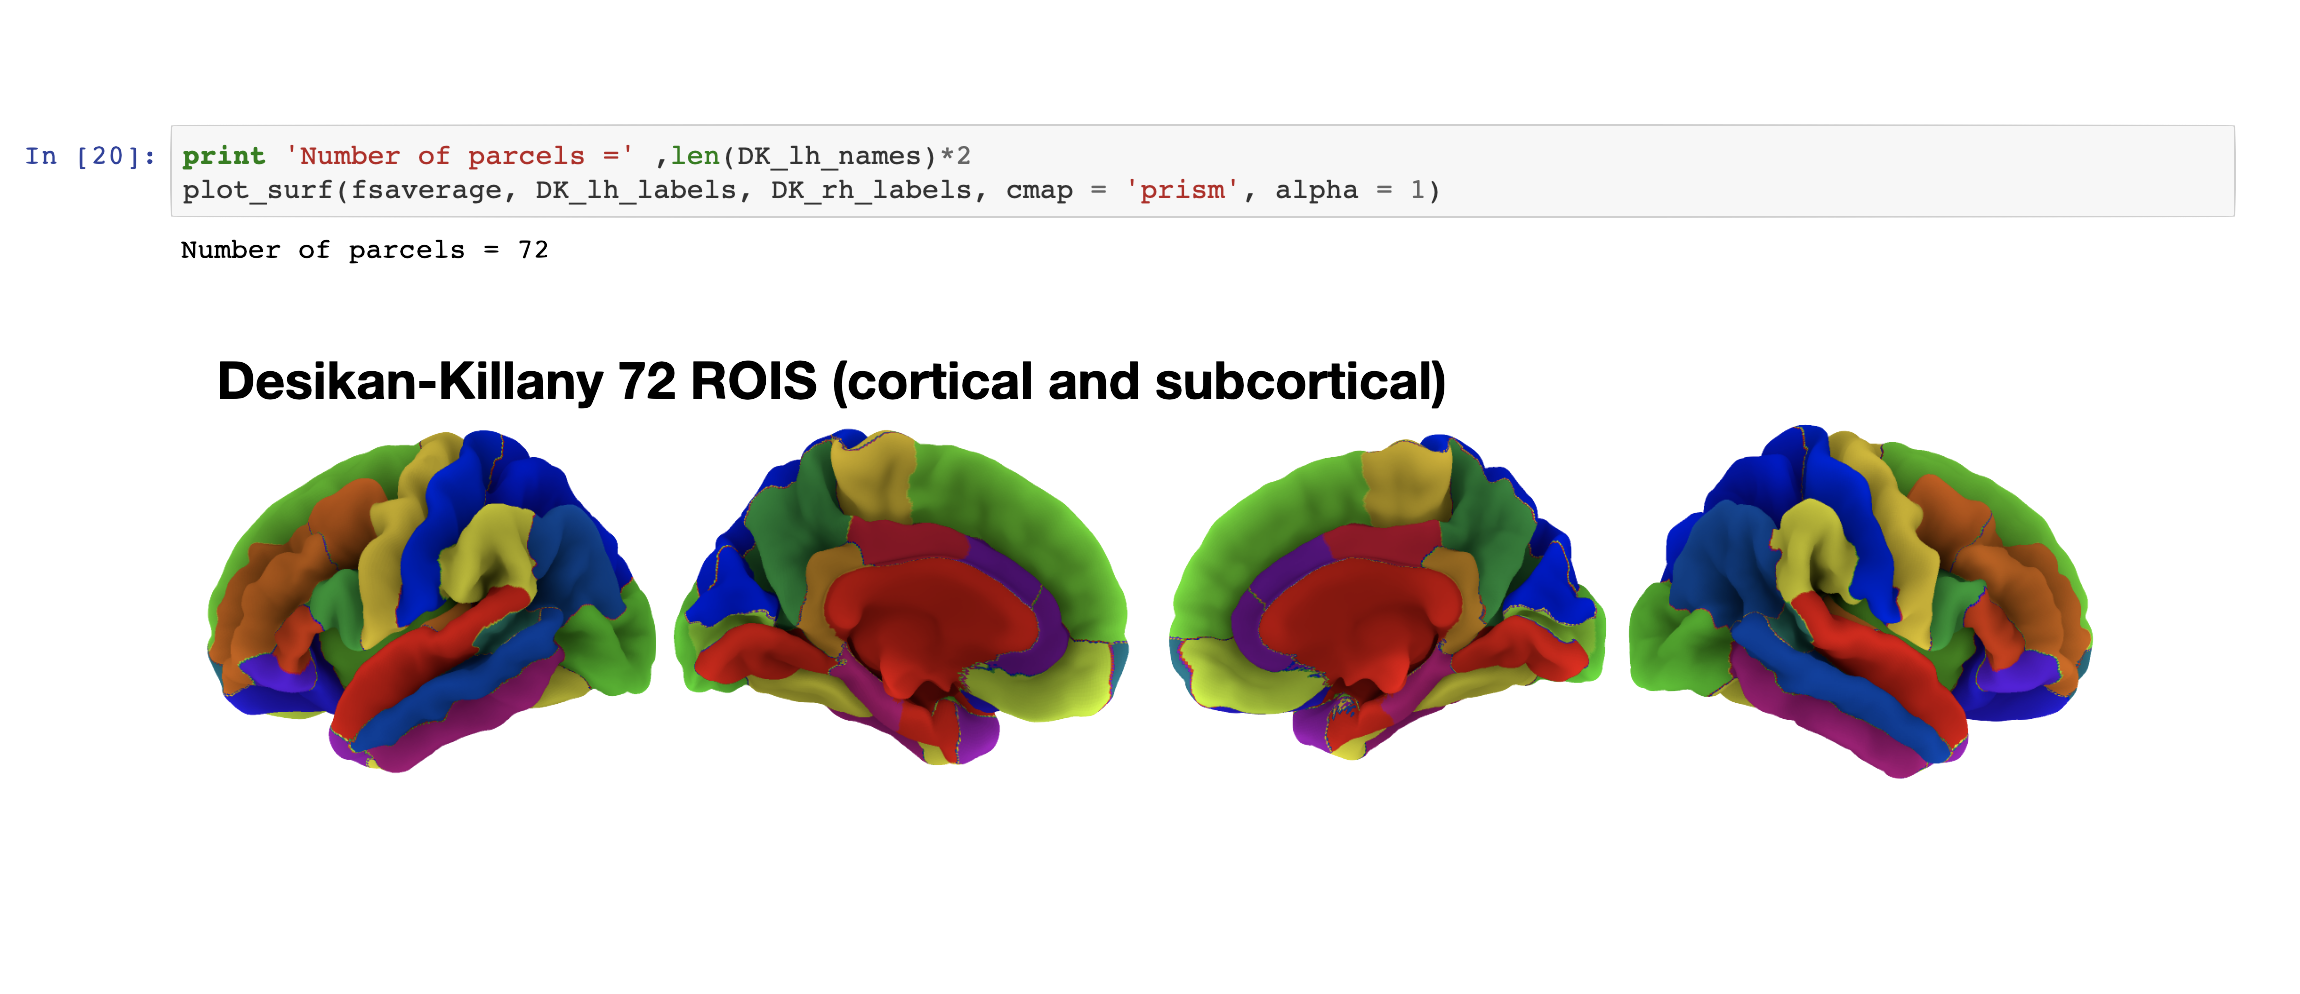 In [20]: print 'Number of parcels =' ,len(DK_lh_names)*2
plot_surf(fsaverage, DK_lh_labels, DK_rh_labels, cmap = 'prism', alpha = 1)
Number of parcels = 72
Desikan-Killany 72 ROIS (cortical and subcortical)